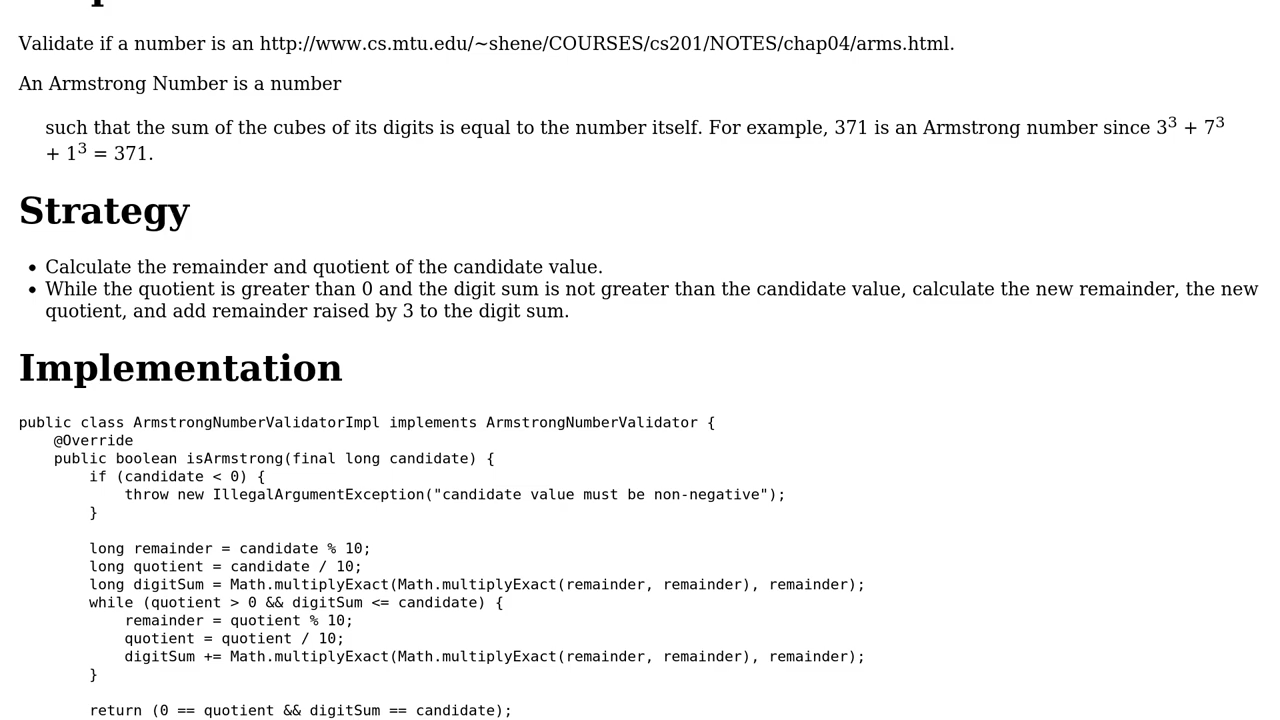 Validate if a number is an http://www.cs.mtu.edu/~shene/COURSES/cs201/NOTES/chap04/arms.html.
An Armstrong Number is a number
such that the sum of the cubes of its digits is equal to the number itself. For example, 371 is an Armstrong number since 3³ + 7³
+ 1³ = 371.
Strategy
• Calculate the remainder and quotient of the candidate value.
• While the quotient is greater than 0 and the digit sum is not greater than the candidate value, calculate the new remainder, the new
quotient, and add remainder raised by 3 to the digit sum.
Implementation
public class ArmstrongNumberValidatorImpl implements ArmstrongNumberValidator {
    @Override
    public boolean isArmstrong(final long candidate) {
        if (candidate < 0) {
            throw new IllegalArgumentException("candidate value must be non-negative");
        }
        long remainder = candidate % 10;
        long quotient = candidate / 10;
        long digitSum = Math.multiplyExact(Math.multiplyExact(remainder, remainder), remainder);
        while (quotient > 0 && digitSum <= candidate) {
            remainder = quotient % 10;
            quotient = quotient / 10;
            digitSum += Math.multiplyExact(Math.multiplyExact(remainder, remainder), remainder);
        }
        return (0 == quotient && digitSum == candidate);